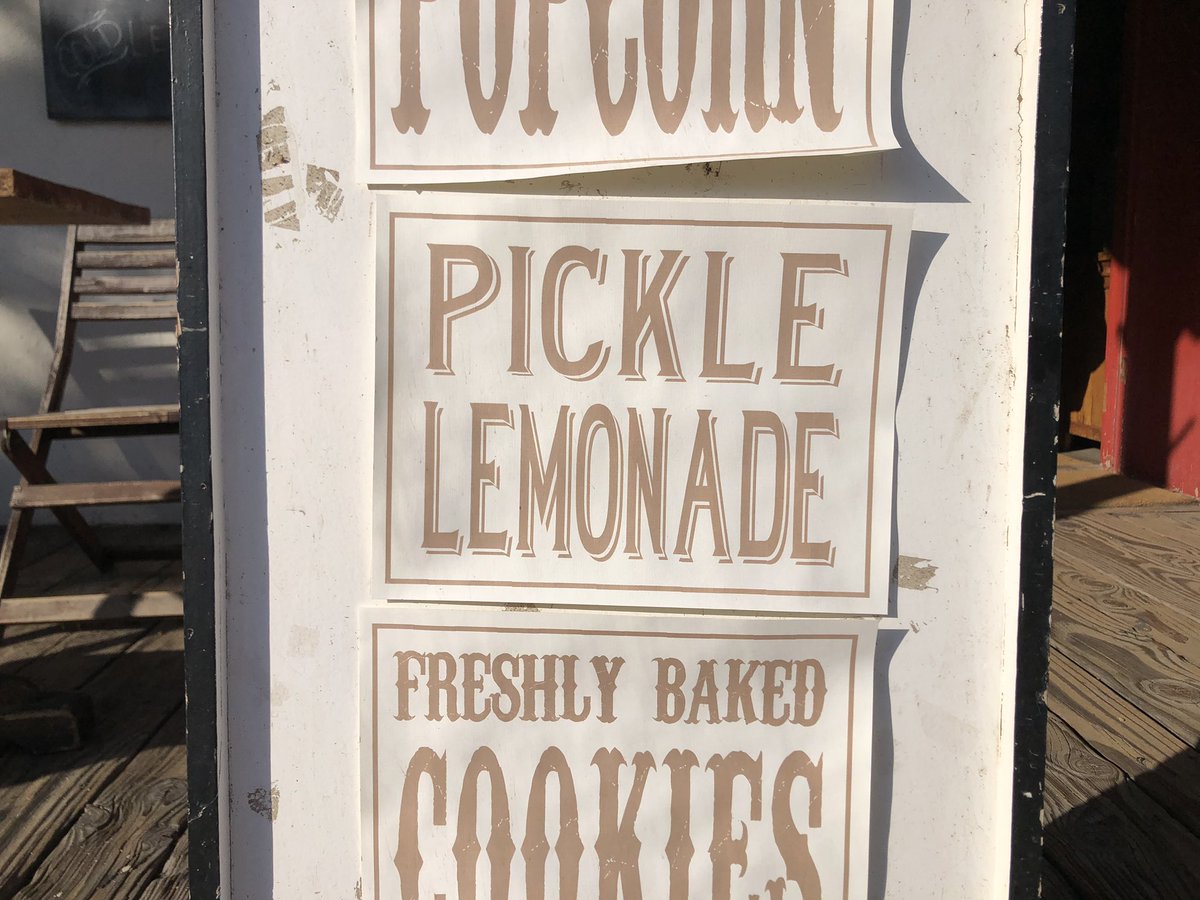 POPCORN
PICKLE
LEMONADE
FRESHLY BAKED
COOKIES